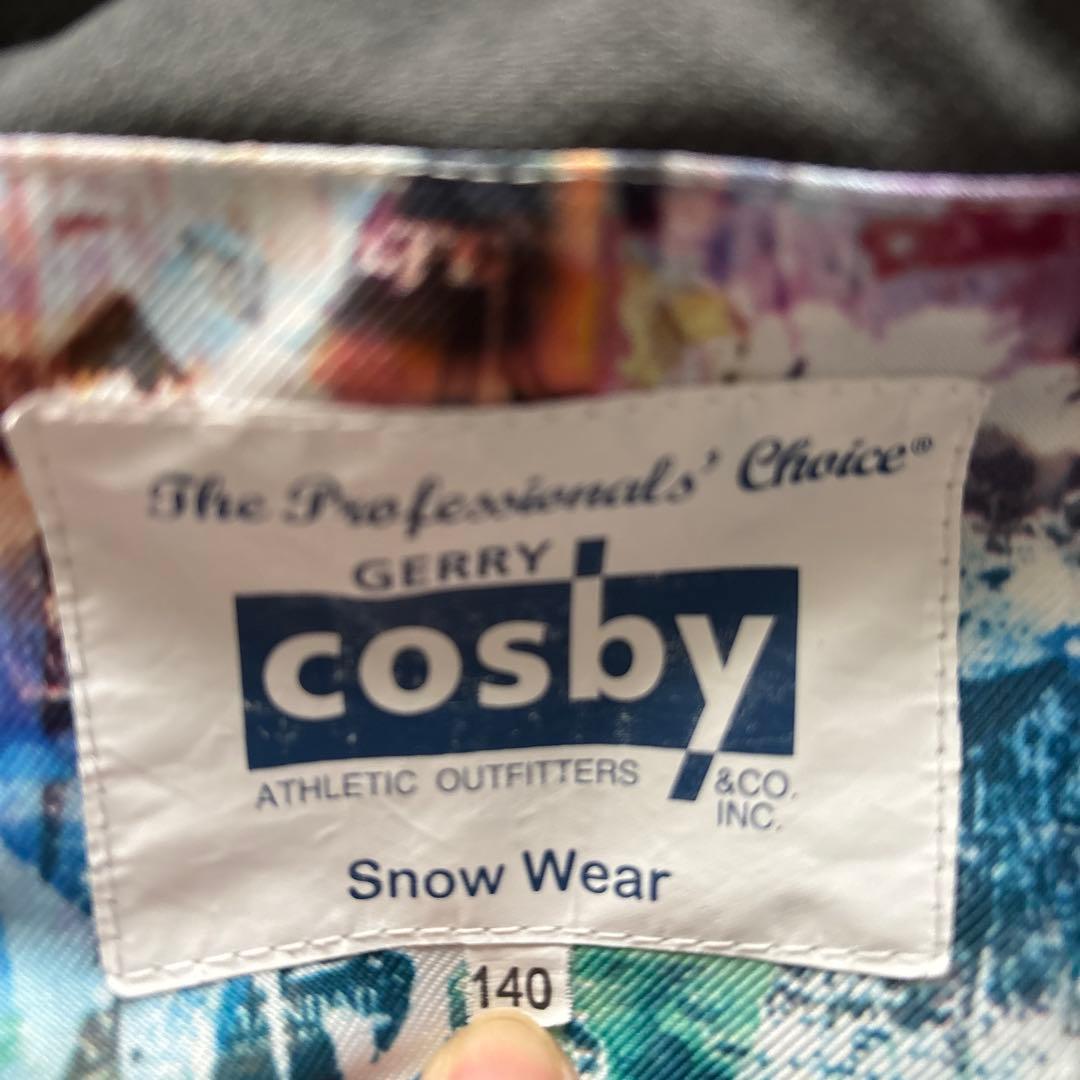 The Professionals' Choice®
GERRY
cosby
ATHLETIC OUTFITTERS &CO.
INC.
Snow Wear
140